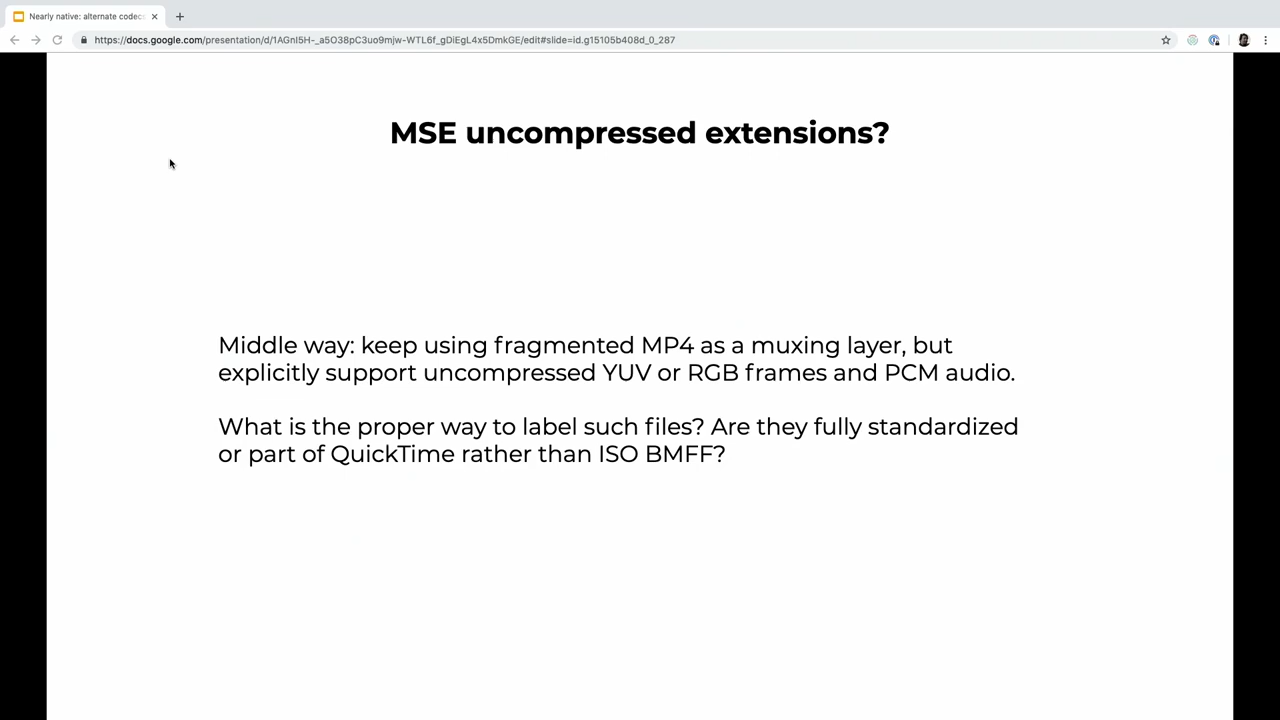 Nearly native: alternate codecs
https://docs.google.com/presentation/d/1AGnI5H-_a5O38pC3uo9mjw-WTL6f_gDiEgL4x5DmkGE/edit#slide=id.g15105b408d_0_287
MSE uncompressed extensions?
Middle way: keep using fragmented MP4 as a muxing layer, but
explicitly support uncompressed YUV or RGB frames and PCM audio.
What is the proper way to label such files? Are they fully standardized
or part of QuickTime rather than ISO BMFF?